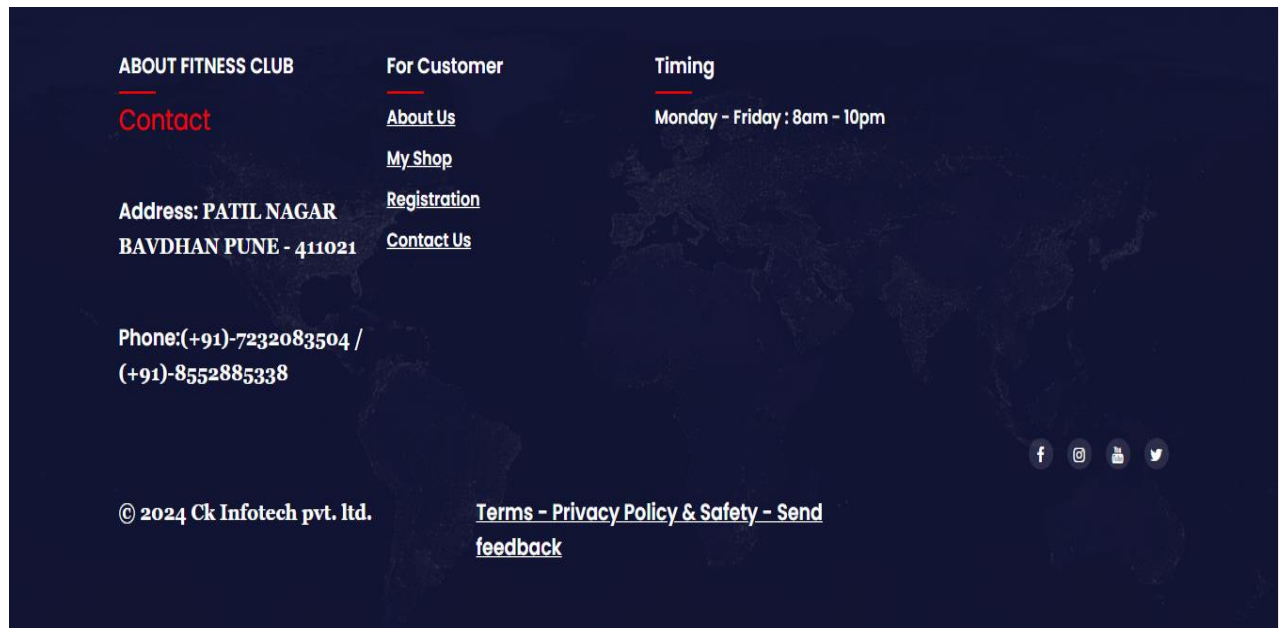 ABOUT FITNESS CLUB
Contact
Address: PATIL NAGAR
BAVDHAN PUNE - 411021
Phone:(+91)-7232083504 /
(+91)-8552885338
For Customer
About Us
My Shop
Registration
Contact Us
Timing
Monday - Friday : 8am - 10pm
© 2024 Ck Infotech pvt. ltd.
Terms - Privacy Policy & Safety - Send
feedback